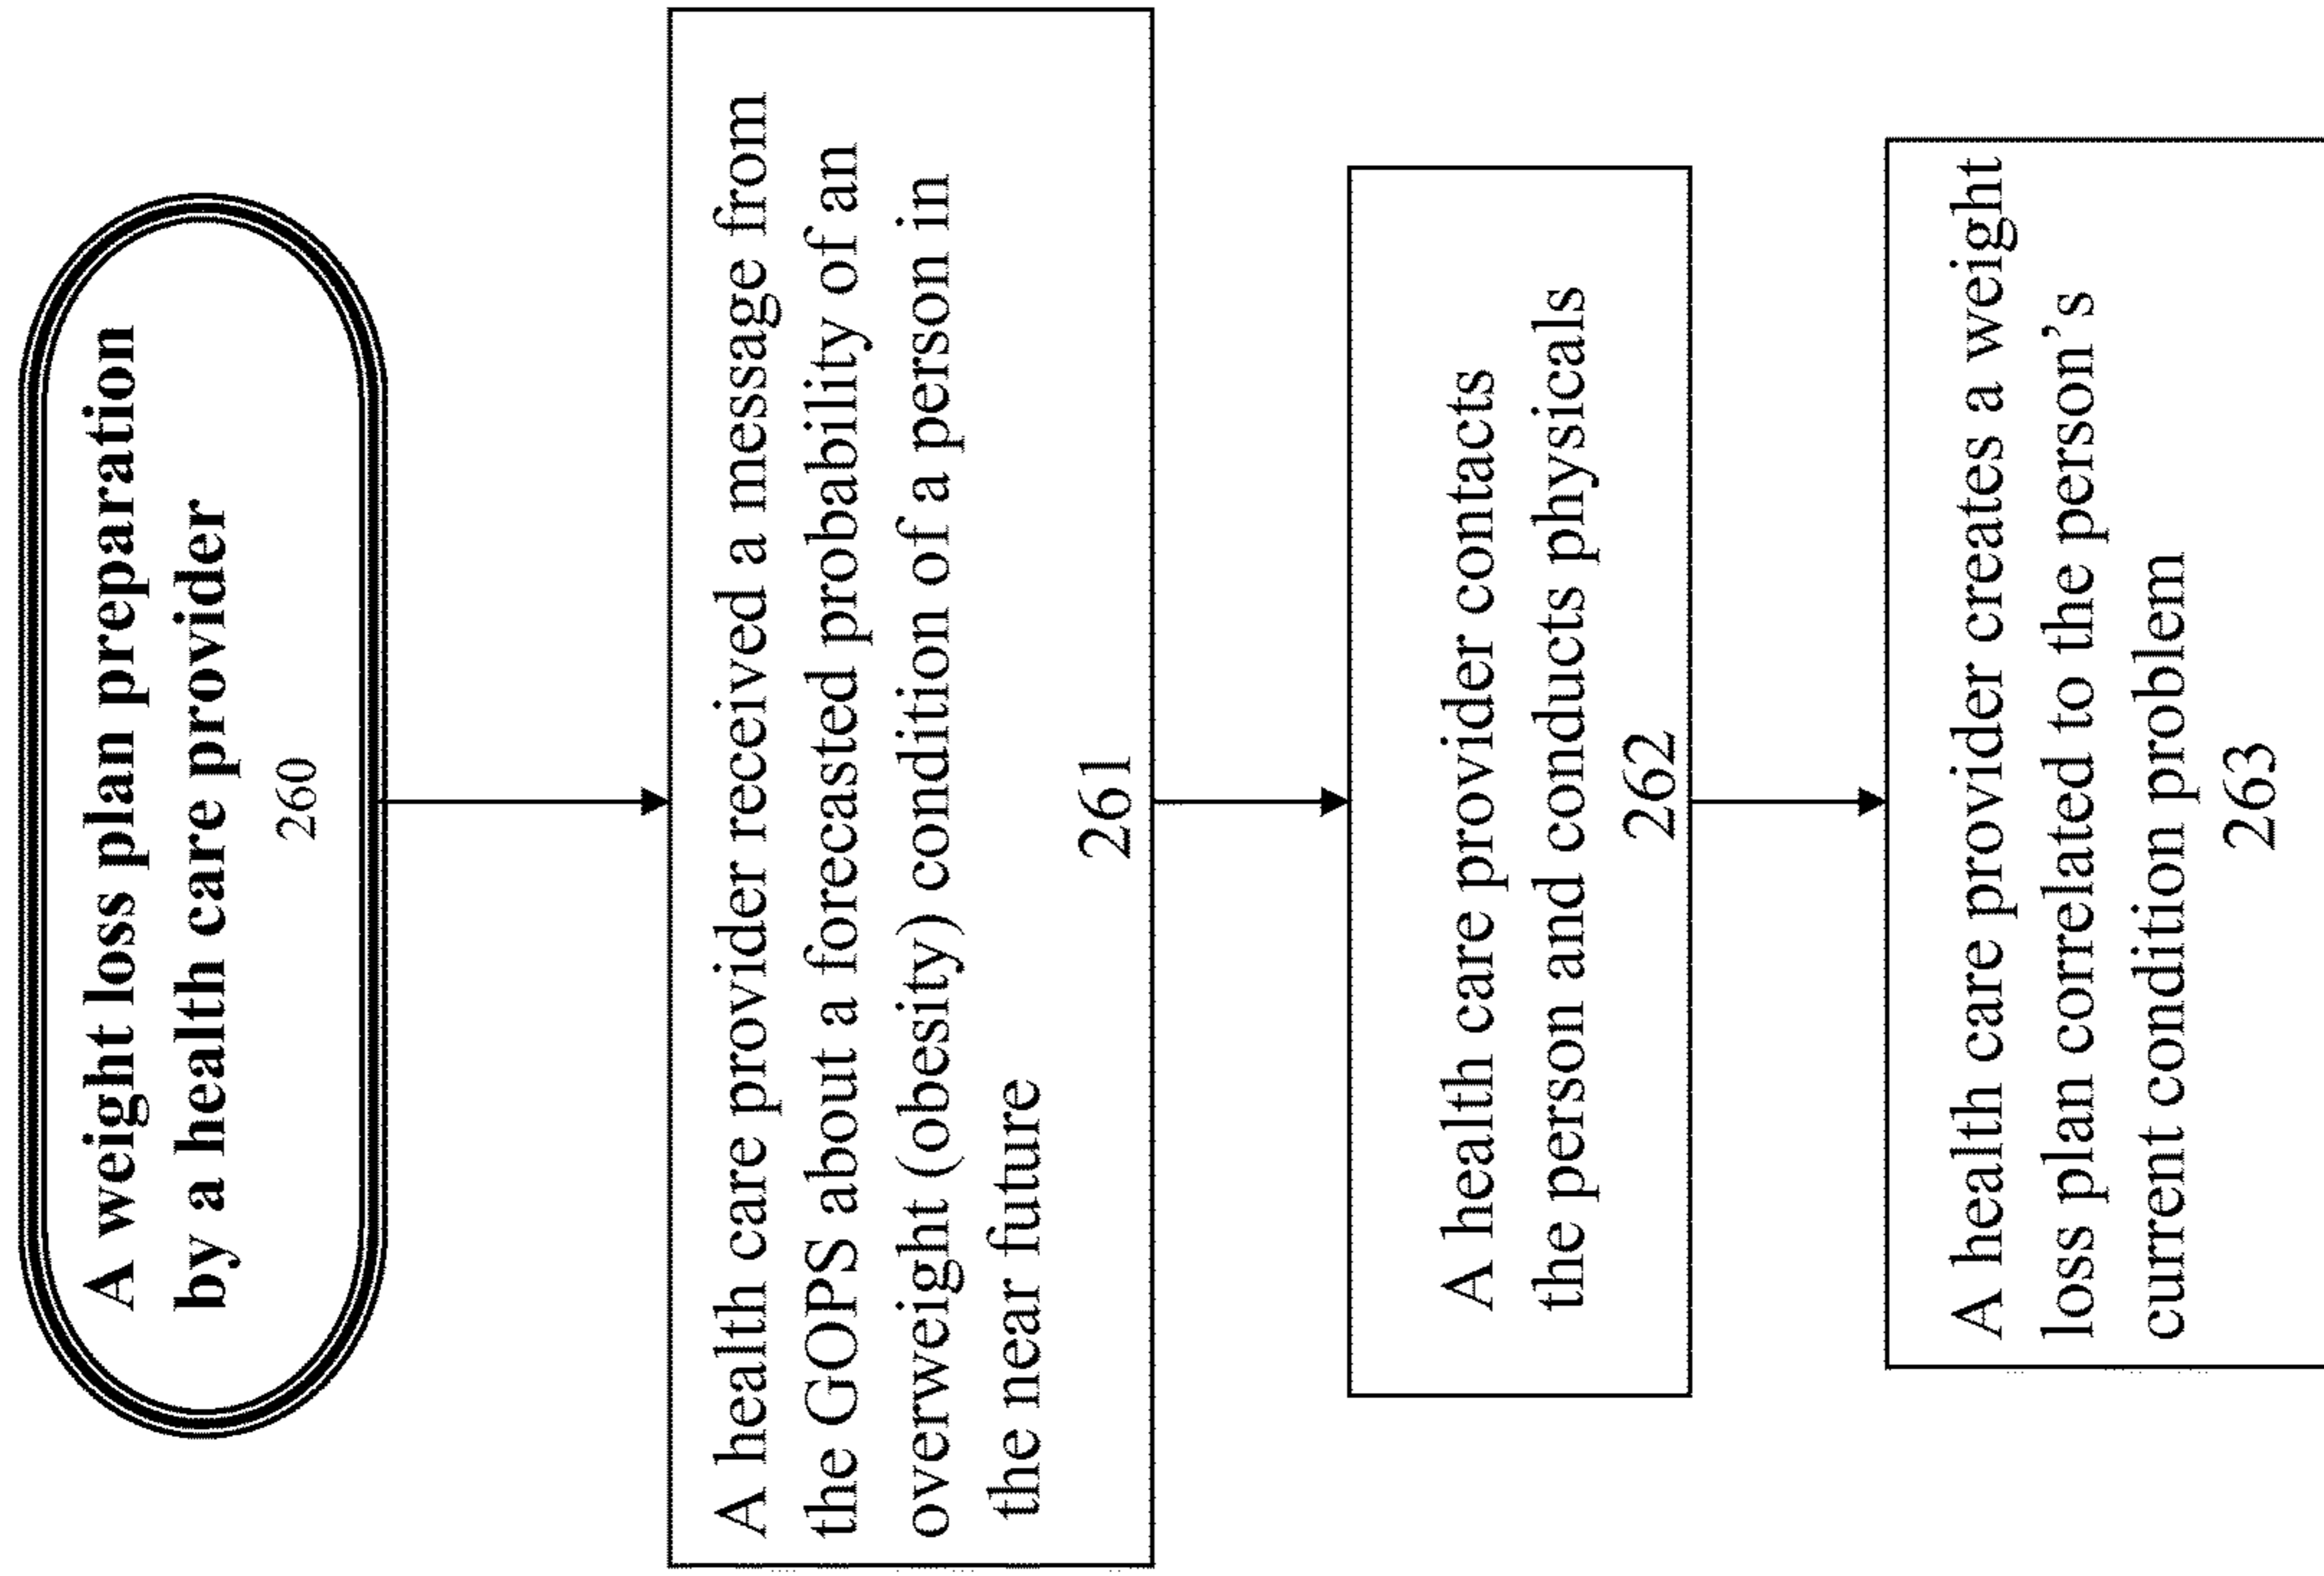 A weight loss plan preparation
by a health care provider
260
A health care provider received a message from
the GOPS about a forecasted probability of an
overweight (obesity) condition of a person in
the near future
261
A health care provider contacts
the person and conducts physicals
262
A health care provider creates a weight
loss plan correlated to the person’s
current condition problem
263